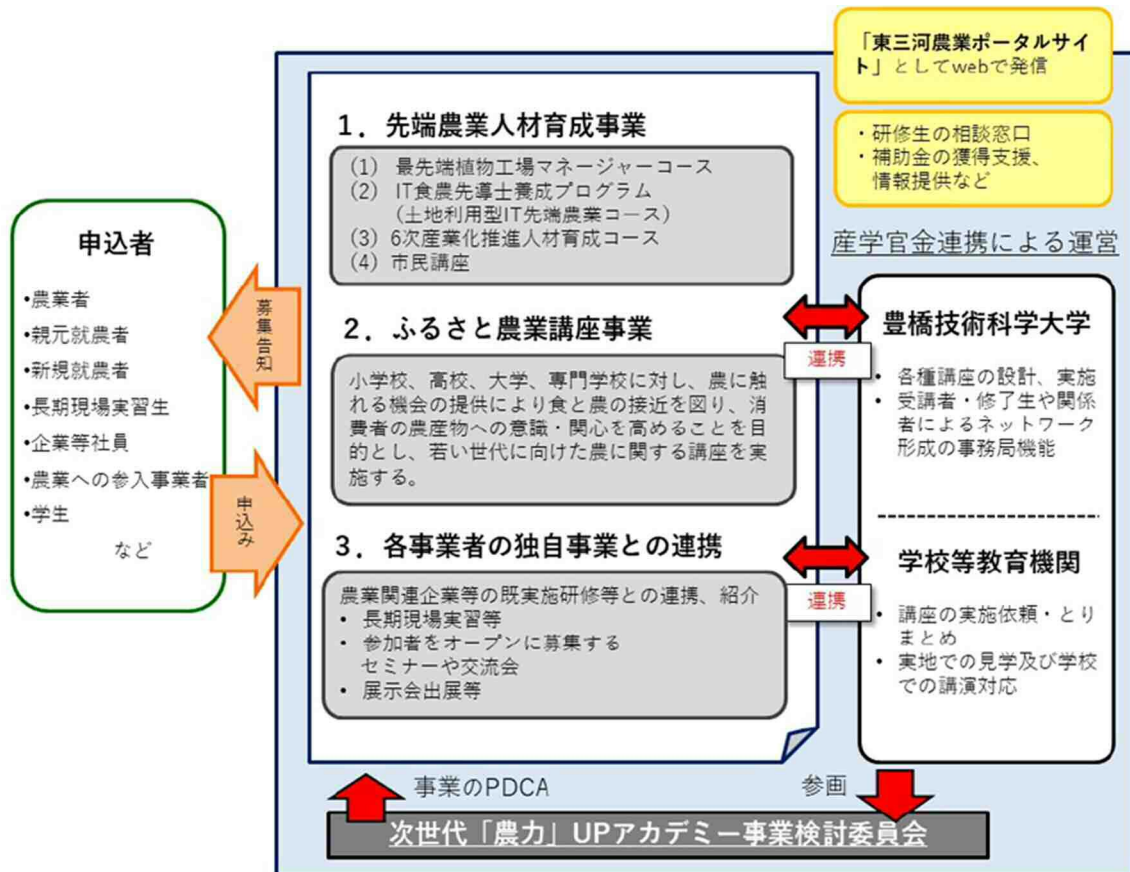 「東三河農業ポータルサイ
ト」としてwebで発信
・研修生の相談窓口
・補助金の獲得支援、
情報提供など
産学官金連携による運営
申込者
•農業者
•親元就農者
•新規就農者
•長期現場実習生
•企業等社員
•農業への参入事業者
•学生
など
募集告知
申込み
1．先端農業人材育成事業
(1) 最先端植物工場マネージャーコース
(2) IT食農先導士養成プログラム
（土地利用型IT先端農業コース）
(3) 6次産業化推進人材育成コース
(4) 市民講座
2．ふるさと農業講座事業
小学校、高校、大学、専門学校に対し、農に触
れる機会の提供により食と農の接近を図り、消
費者の農産物への意識・関心を高めることを目
的とし、若い世代に向けた農に関する講座を実
施する。
3．各事業者の独自事業との連携
農業関連企業等の既実施研修等との連携、紹介
• 長期現場実習等
• 参加者をオープンに募集する
セミナーや交流会
• 展示会出展等
連携
豊橋技術科学大学
• 各種講座の設計、実施
• 受講者・修了生や関係
者によるネットワーク
形成の事務局機能
連携
学校等教育機関
• 講座の実施依頼・とり
まとめ
• 実地での見学及び学校
での講演対応
事業のPDCA
参画
次世代「農力」UPアカデミー事業検討委員会